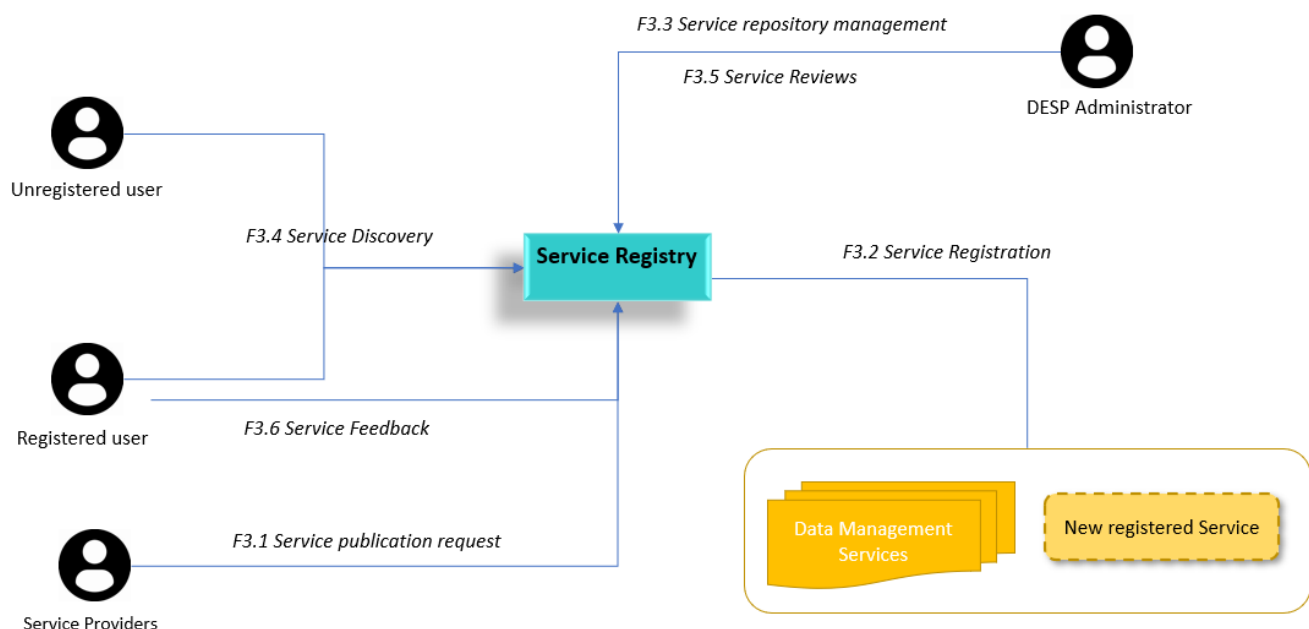 F3.3 Service repository management
F3.5 Service Reviews
DESP Administrator
Unregistered user
F3.4 Service Discovery
Service Registry
F3.2 Service Registration
Registered user
F3.6 Service Feedback
F3.1 Service publication request
Service Providers
Data Management
Services
New registered Service